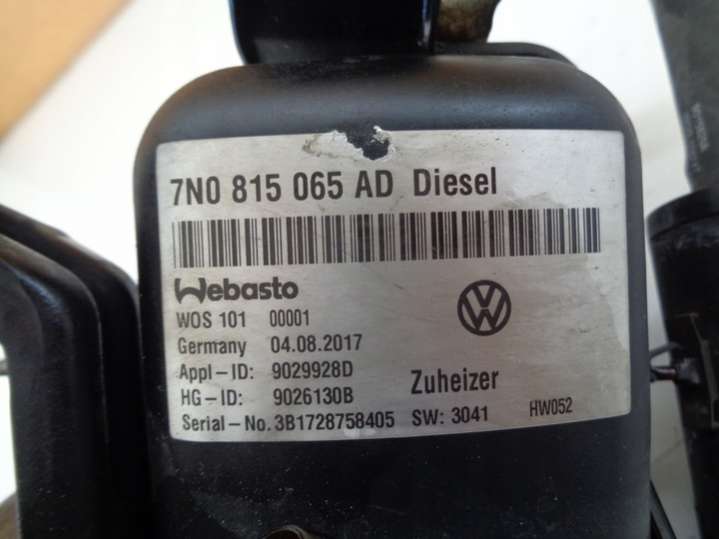 7N0 815 065 AD Diesel
Webasto
WOS 101 00001
Germany 04.08.2017
Appl-ID: 9029928D
HG-ID: 9026130B
Zuheizer
Serial-No. 3B1728758405 SW: 3041 HW052